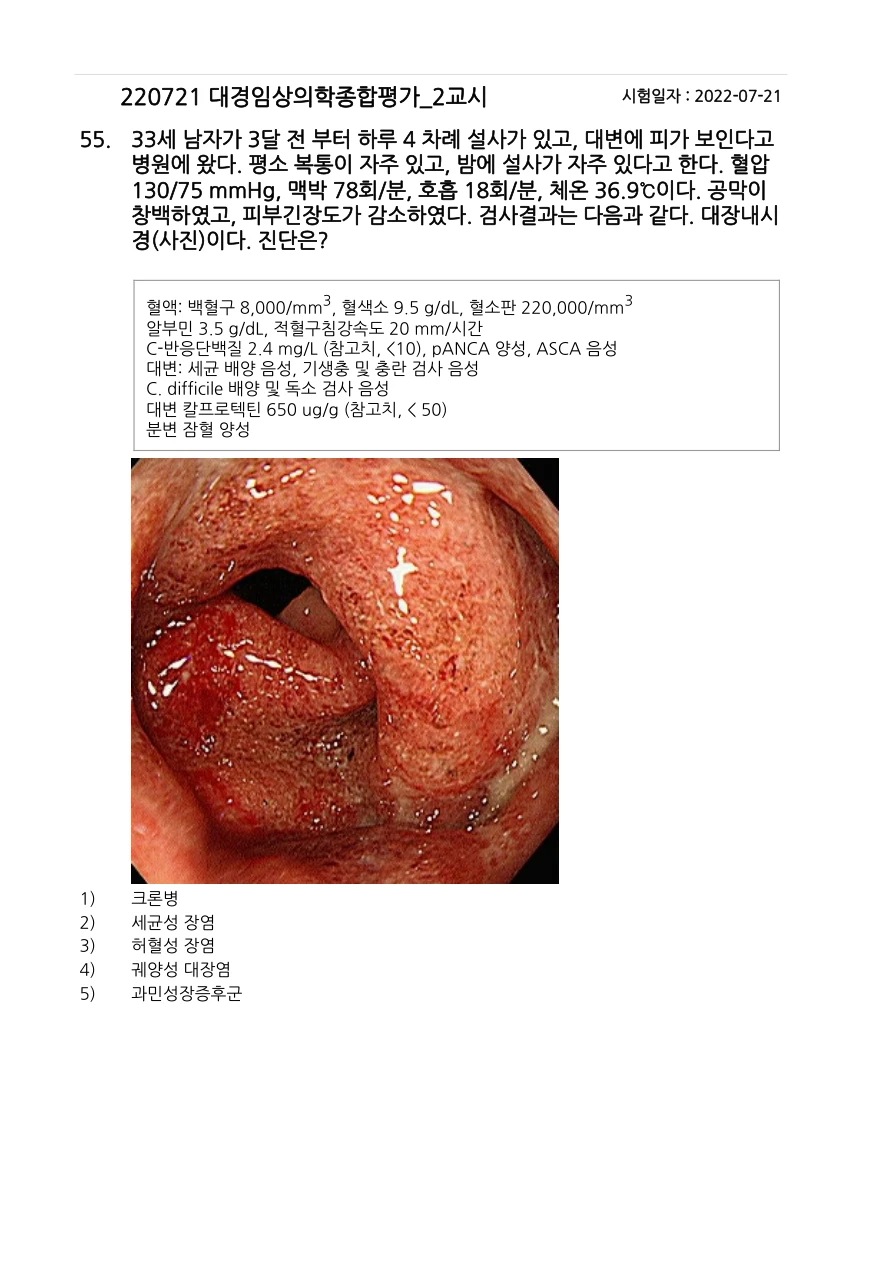 220721 대경임상의학종합평가_2교시
시험일자 : 2022-07-21
55. 33세 남자가 3달 전 부터 하루 4 차례 설사가 있고, 대변에 피가 보인다고
병원에 왔다. 평소 복통이 자주 있고, 밤에 설사가 자주 있다고 한다. 혈압
130/75 mmHg, 맥박 78회/분, 호흡 18회/분, 체온 36.9℃이다. 공막이
창백하였고, 피부긴장도가 감소하였다. 검사결과는 다음과 같다. 대장내시
경(사진)이다. 진단은?
혈액: 백혈구 8,000/mm³, 혈색소 9.5 g/dL, 혈소판 220,000/mm³
알부민 3.5 g/dL, 적혈구침강속도 20 mm/시간
C-반응단백질 2.4 mg/L (참고치, <10), pANCA 양성, ASCA 음성
대변: 세균 배양 음성, 기생충 및 충란 검사 음성
C. difficile 배양 및 독소 검사 음성
대변 칼프로텍틴 650 ug/g (참고치, < 50)
분변 잠혈 양성
1) 크론병
2) 세균성 장염
3) 허혈성 장염
4) 궤양성 대장염
5) 과민성장증후군